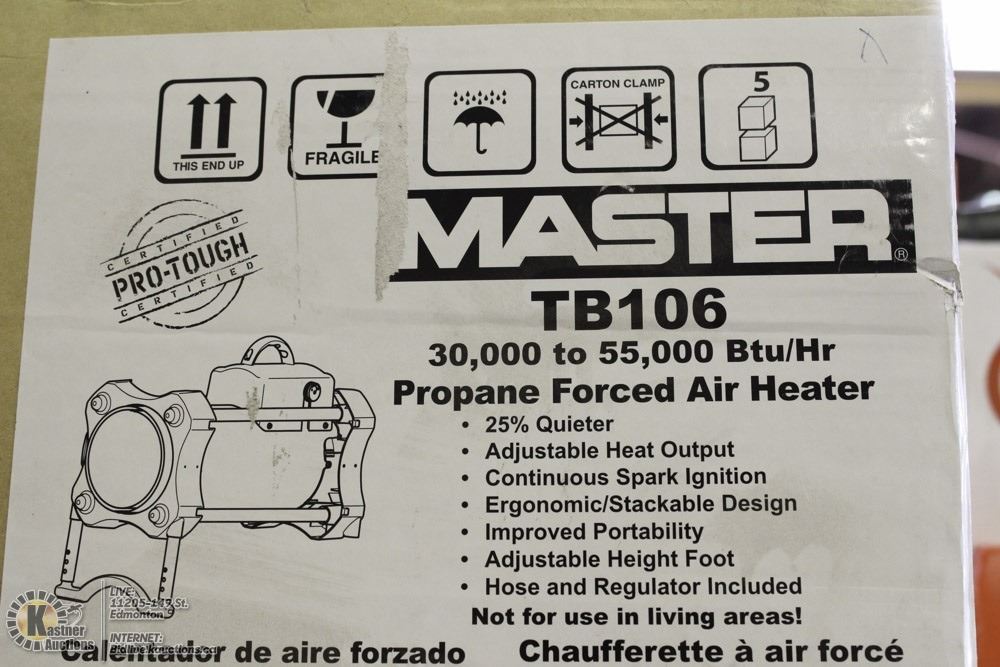 5
CARTON CLAMP
THIS END UP
FRAGILE
MASTER®
CERTIFIED
PRO-TOUGH
CERTIFIED
TB106
30,000 to 55,000 Btu/Hr
Propane Forced Air Heater
• 25% Quieter
• Adjustable Heat Output
• Continuous Spark Ignition
• Ergonomic/Stackable Design
• Improved Portability
• Adjustable Height Foot
• Hose and Regulator Included
Not for use in living areas!
Calentador de aire forzado
Chaufferette à air forcé
LIVE:
11205-149 St.
Edmonton
Kastner
Auctions
INTERNET: